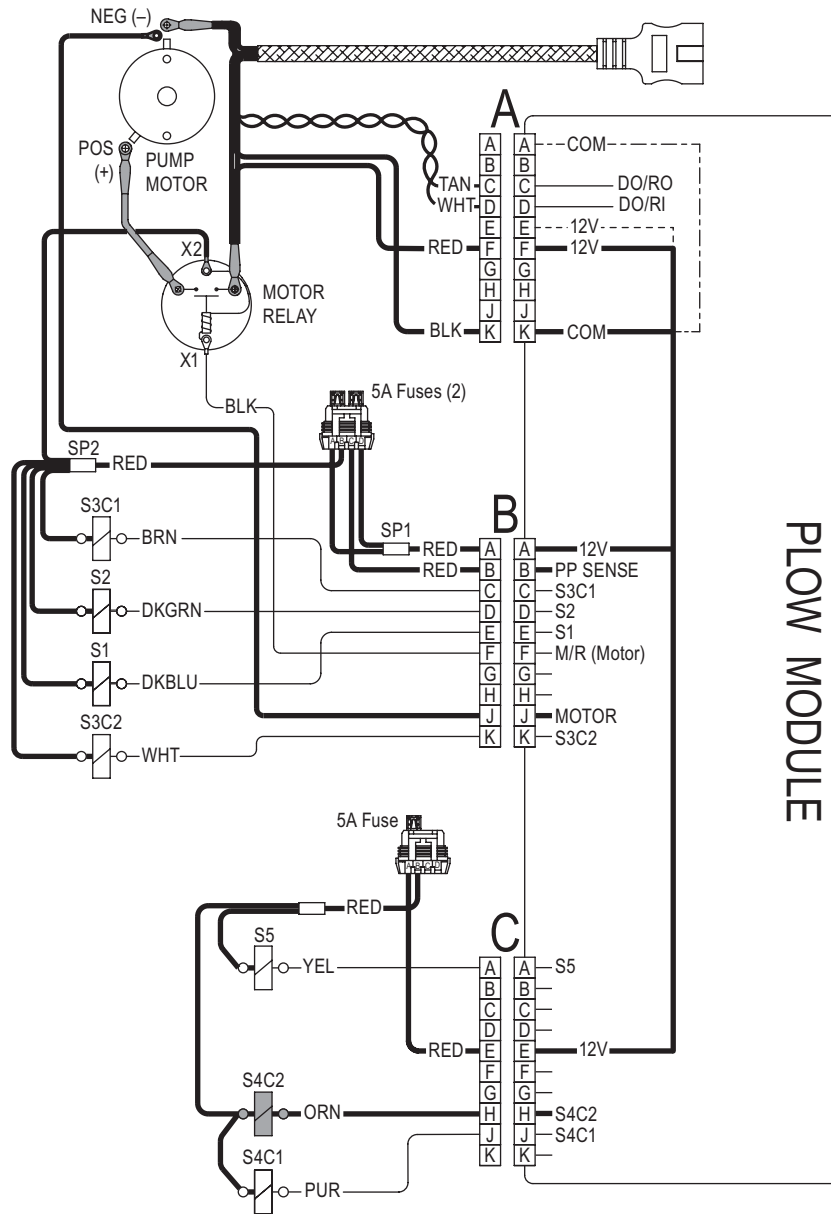 NEG (–)
POS
(+)
PUMP
MOTOR
X2
MOTOR
RELAY
X1
BLK
TAN
WHT
RED
BLK
A
A
B
C
D
E
F
G
H
J
K
A
B
C
D
E
F
G
H
J
K
COM
DO/RO
DO/RI
12V
12V
COM
5A Fuses (2)
A B C D
SP2
RED
SP1
RED
RED
S3C1
BRN
S2
DKGRN
S1
DKBLU
S3C2
WHT
B
A
B
C
D
E
F
G
H
J
K
A
B
C
D
E
F
G
H
J
K
12V
PP SENSE
S3C1
S2
S1
M/R (Motor)
MOTOR
S3C2
PLOW MODULE
5A Fuse
A B C D
RED
S5
YEL
RED
S4C2
ORN
S4C1
PUR
C
A
B
C
D
E
F
G
H
J
K
A
B
C
D
E
F
G
H
J
K
S5
12V
S4C2
S4C1